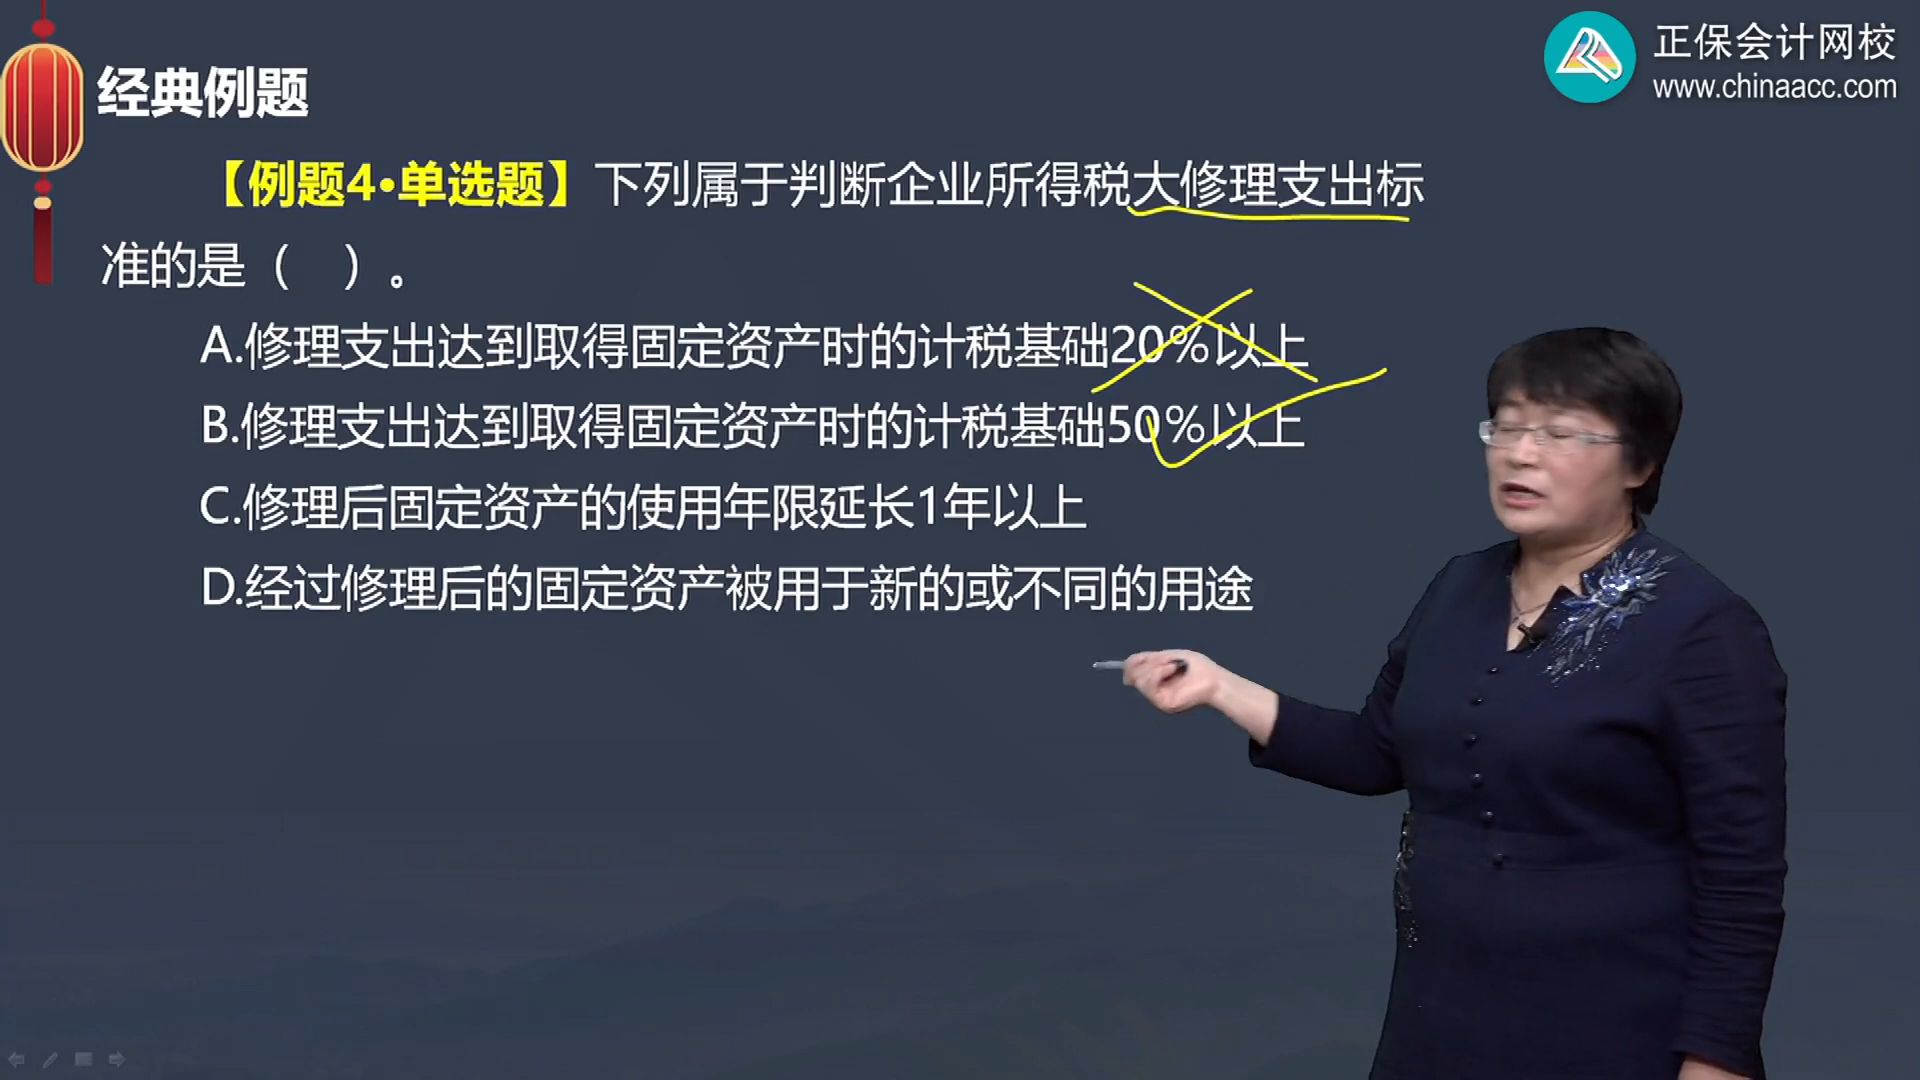 正保会计网校
www.chinaacc.com
经典例题
【例题4•单选题】下列属于判断企业所得税大修理支出标
准的是（　）。
A.修理支出达到取得固定资产时的计税基础20%以上
B.修理支出达到取得固定资产时的计税基础50%以上
C.修理后固定资产的使用年限延长1年以上
D.经过修理后的固定资产被用于新的或不同的用途